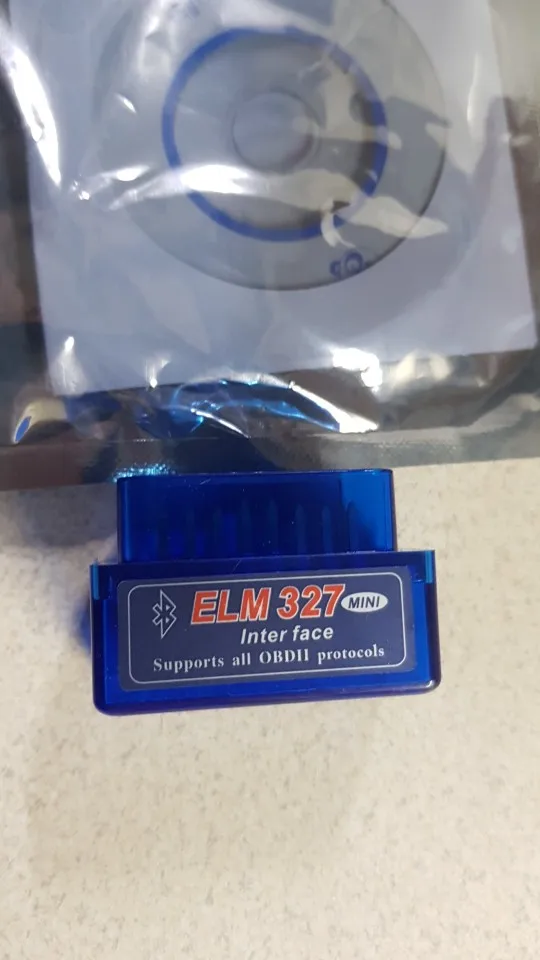 ELM 327 MINI
Inter face
Supports all OBDII protocols